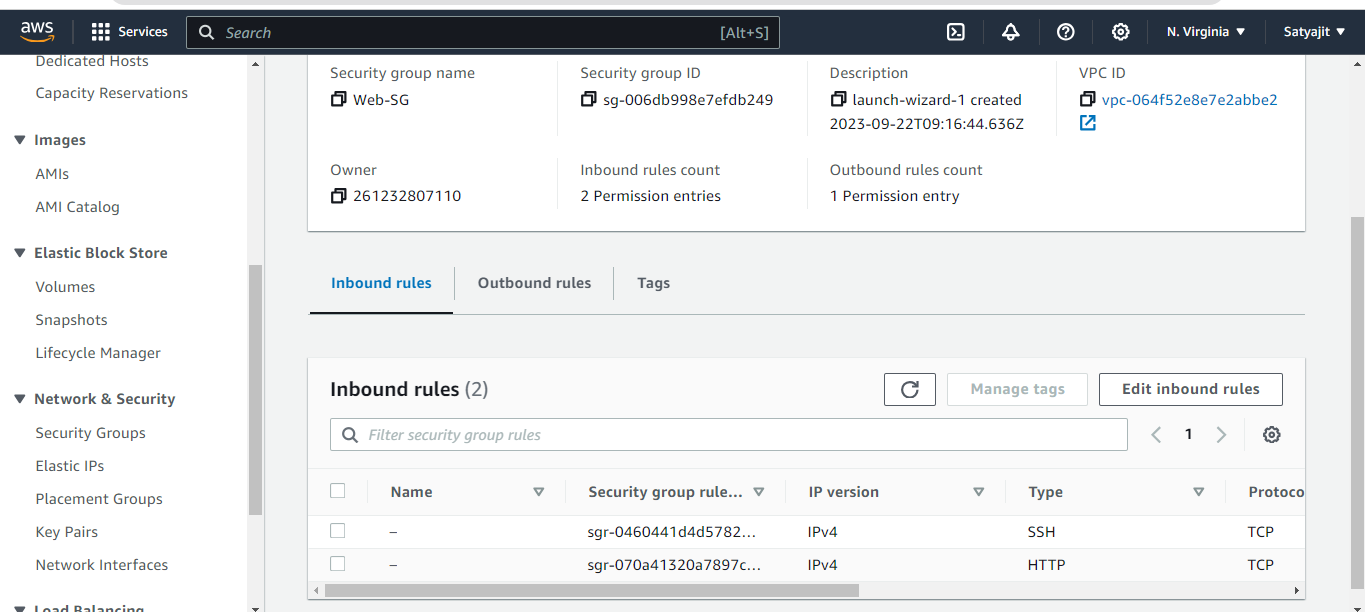 aws
Services
Search [Alt+S]
N. Virginia
Satyajit
Dedicated Hosts
Capacity Reservations
Images
AMIs
AMI Catalog
Elastic Block Store
Volumes
Snapshots
Lifecycle Manager
Network & Security
Security Groups
Elastic IPs
Placement Groups
Key Pairs
Network Interfaces
Load Balancing
Security group name
Web-SG
Security group ID
sg-006db998e7efdb249
Description
launch-wizard-1 created
2023-09-22T09:16:44.636Z
VPC ID
vpc-064f52e8e7e2abbe2
Owner
261232807110
Inbound rules count
2 Permission entries
Outbound rules count
1 Permission entry
Inbound rules Outbound rules Tags
Inbound rules (2)
Manage tags
Edit inbound rules
Filter security group rules
1
Name Security group rule... IP version Type Protoco
– sgr-0460441d4d5782... IPv4 SSH TCP
– sgr-070a41320a7897c... IPv4 HTTP TCP